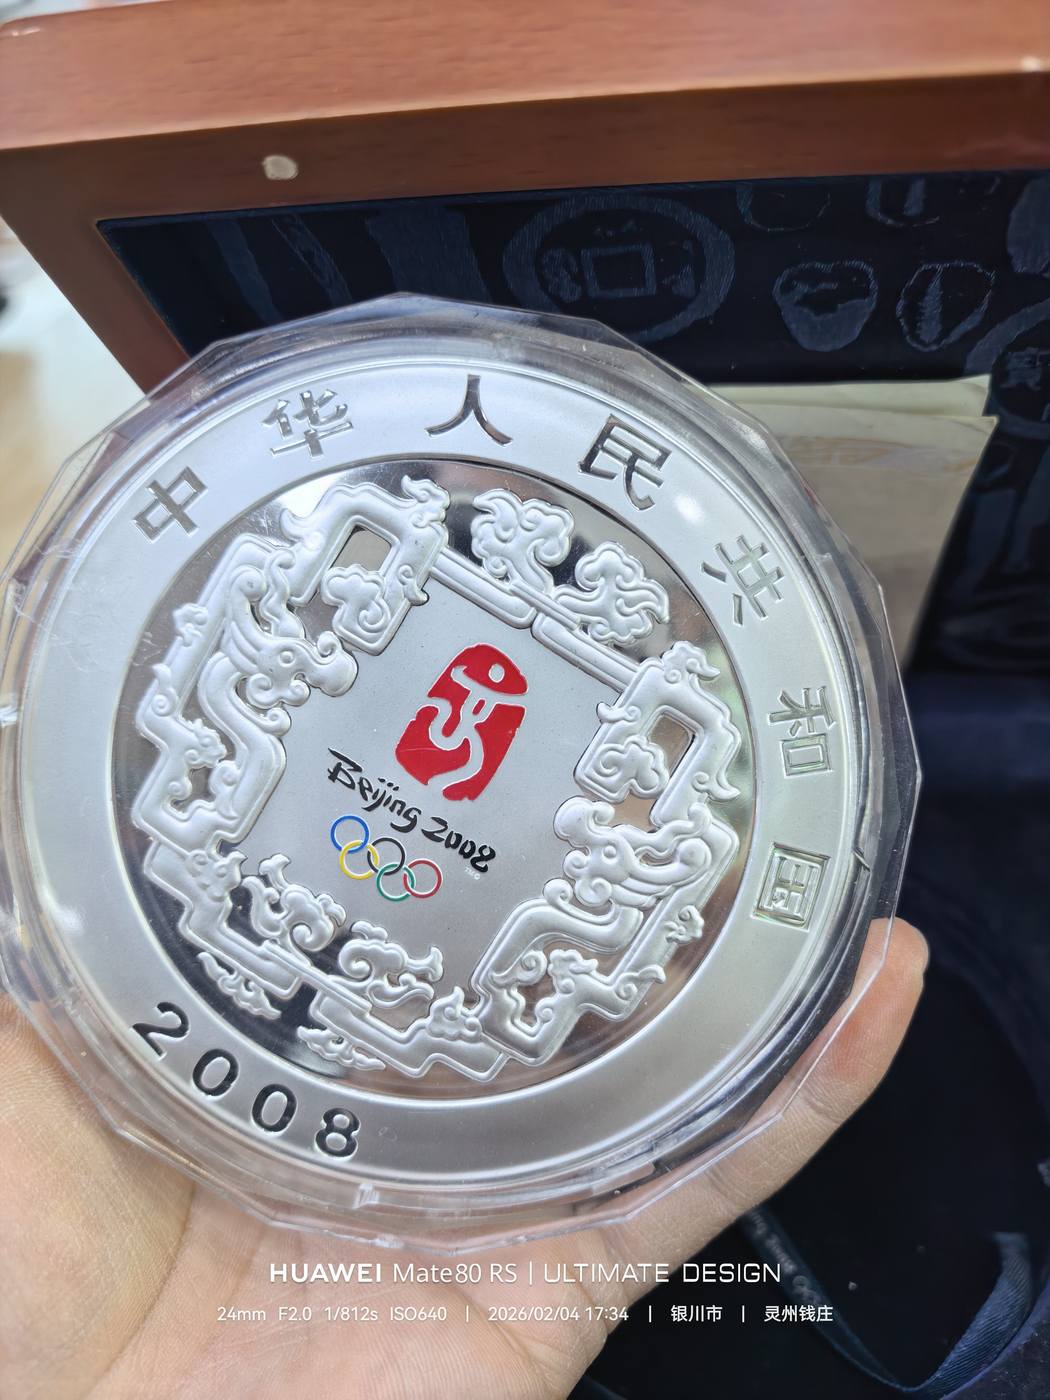 中华人民共和国
Beijing 2008
2008
HUAWEI Mate80 RS | ULTIMATE DESIGN
24mm F2.0 1/812s ISO640 | 2026/02/04 17:34 | 银川市 | 灵州钱庄